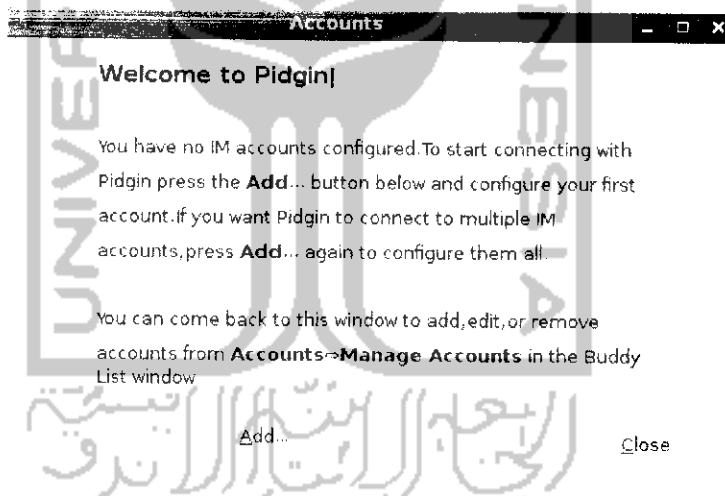 Accounts
Welcome to Pidgin|
You have no IM accounts configured.To start connecting with
Pidgin press the Add... button below and configure your first
account.If you want Pidgin to connect to multiple IM
accounts,press Add... again to configure them all.
You can come back to this window to add,edit,or remove
accounts from Accounts→Manage Accounts in the Buddy
List window
Add...
Close